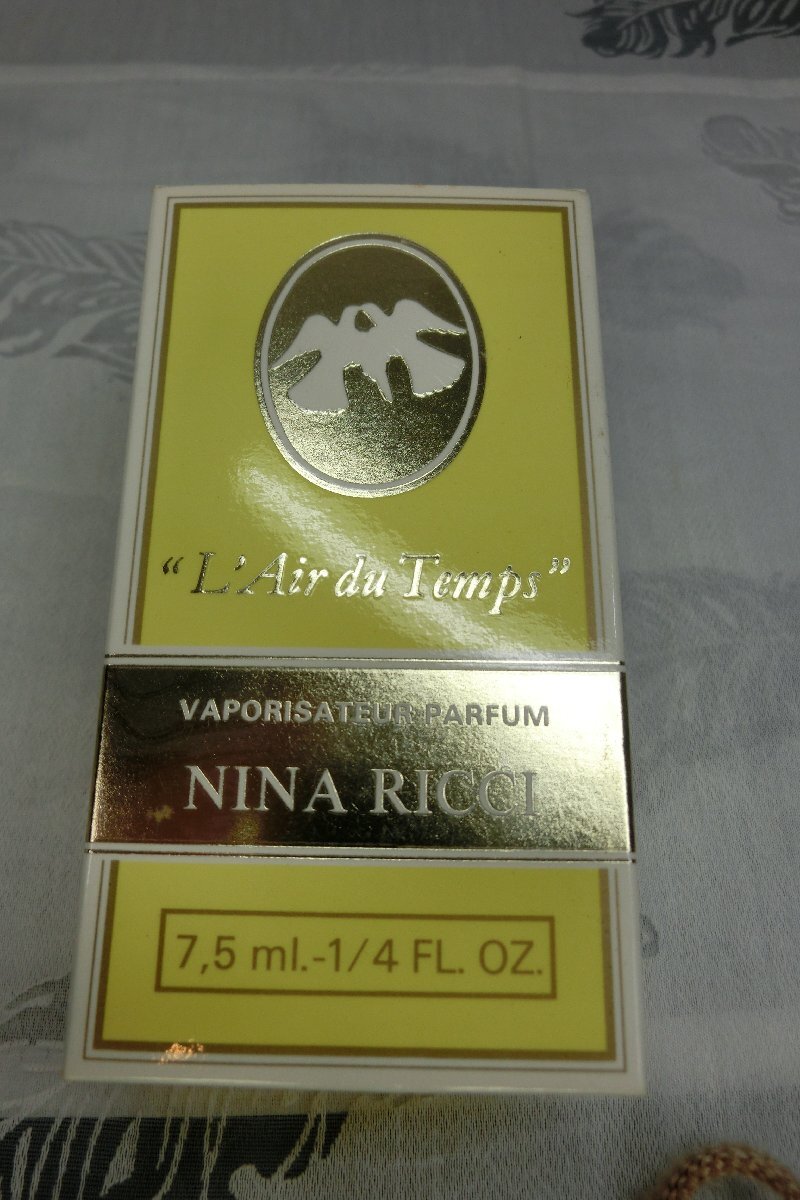 “L’Air du Temps”
VAPORISATEUR PARFUM
NINA RICCI
7,5 ml.-1/4 FL. OZ.